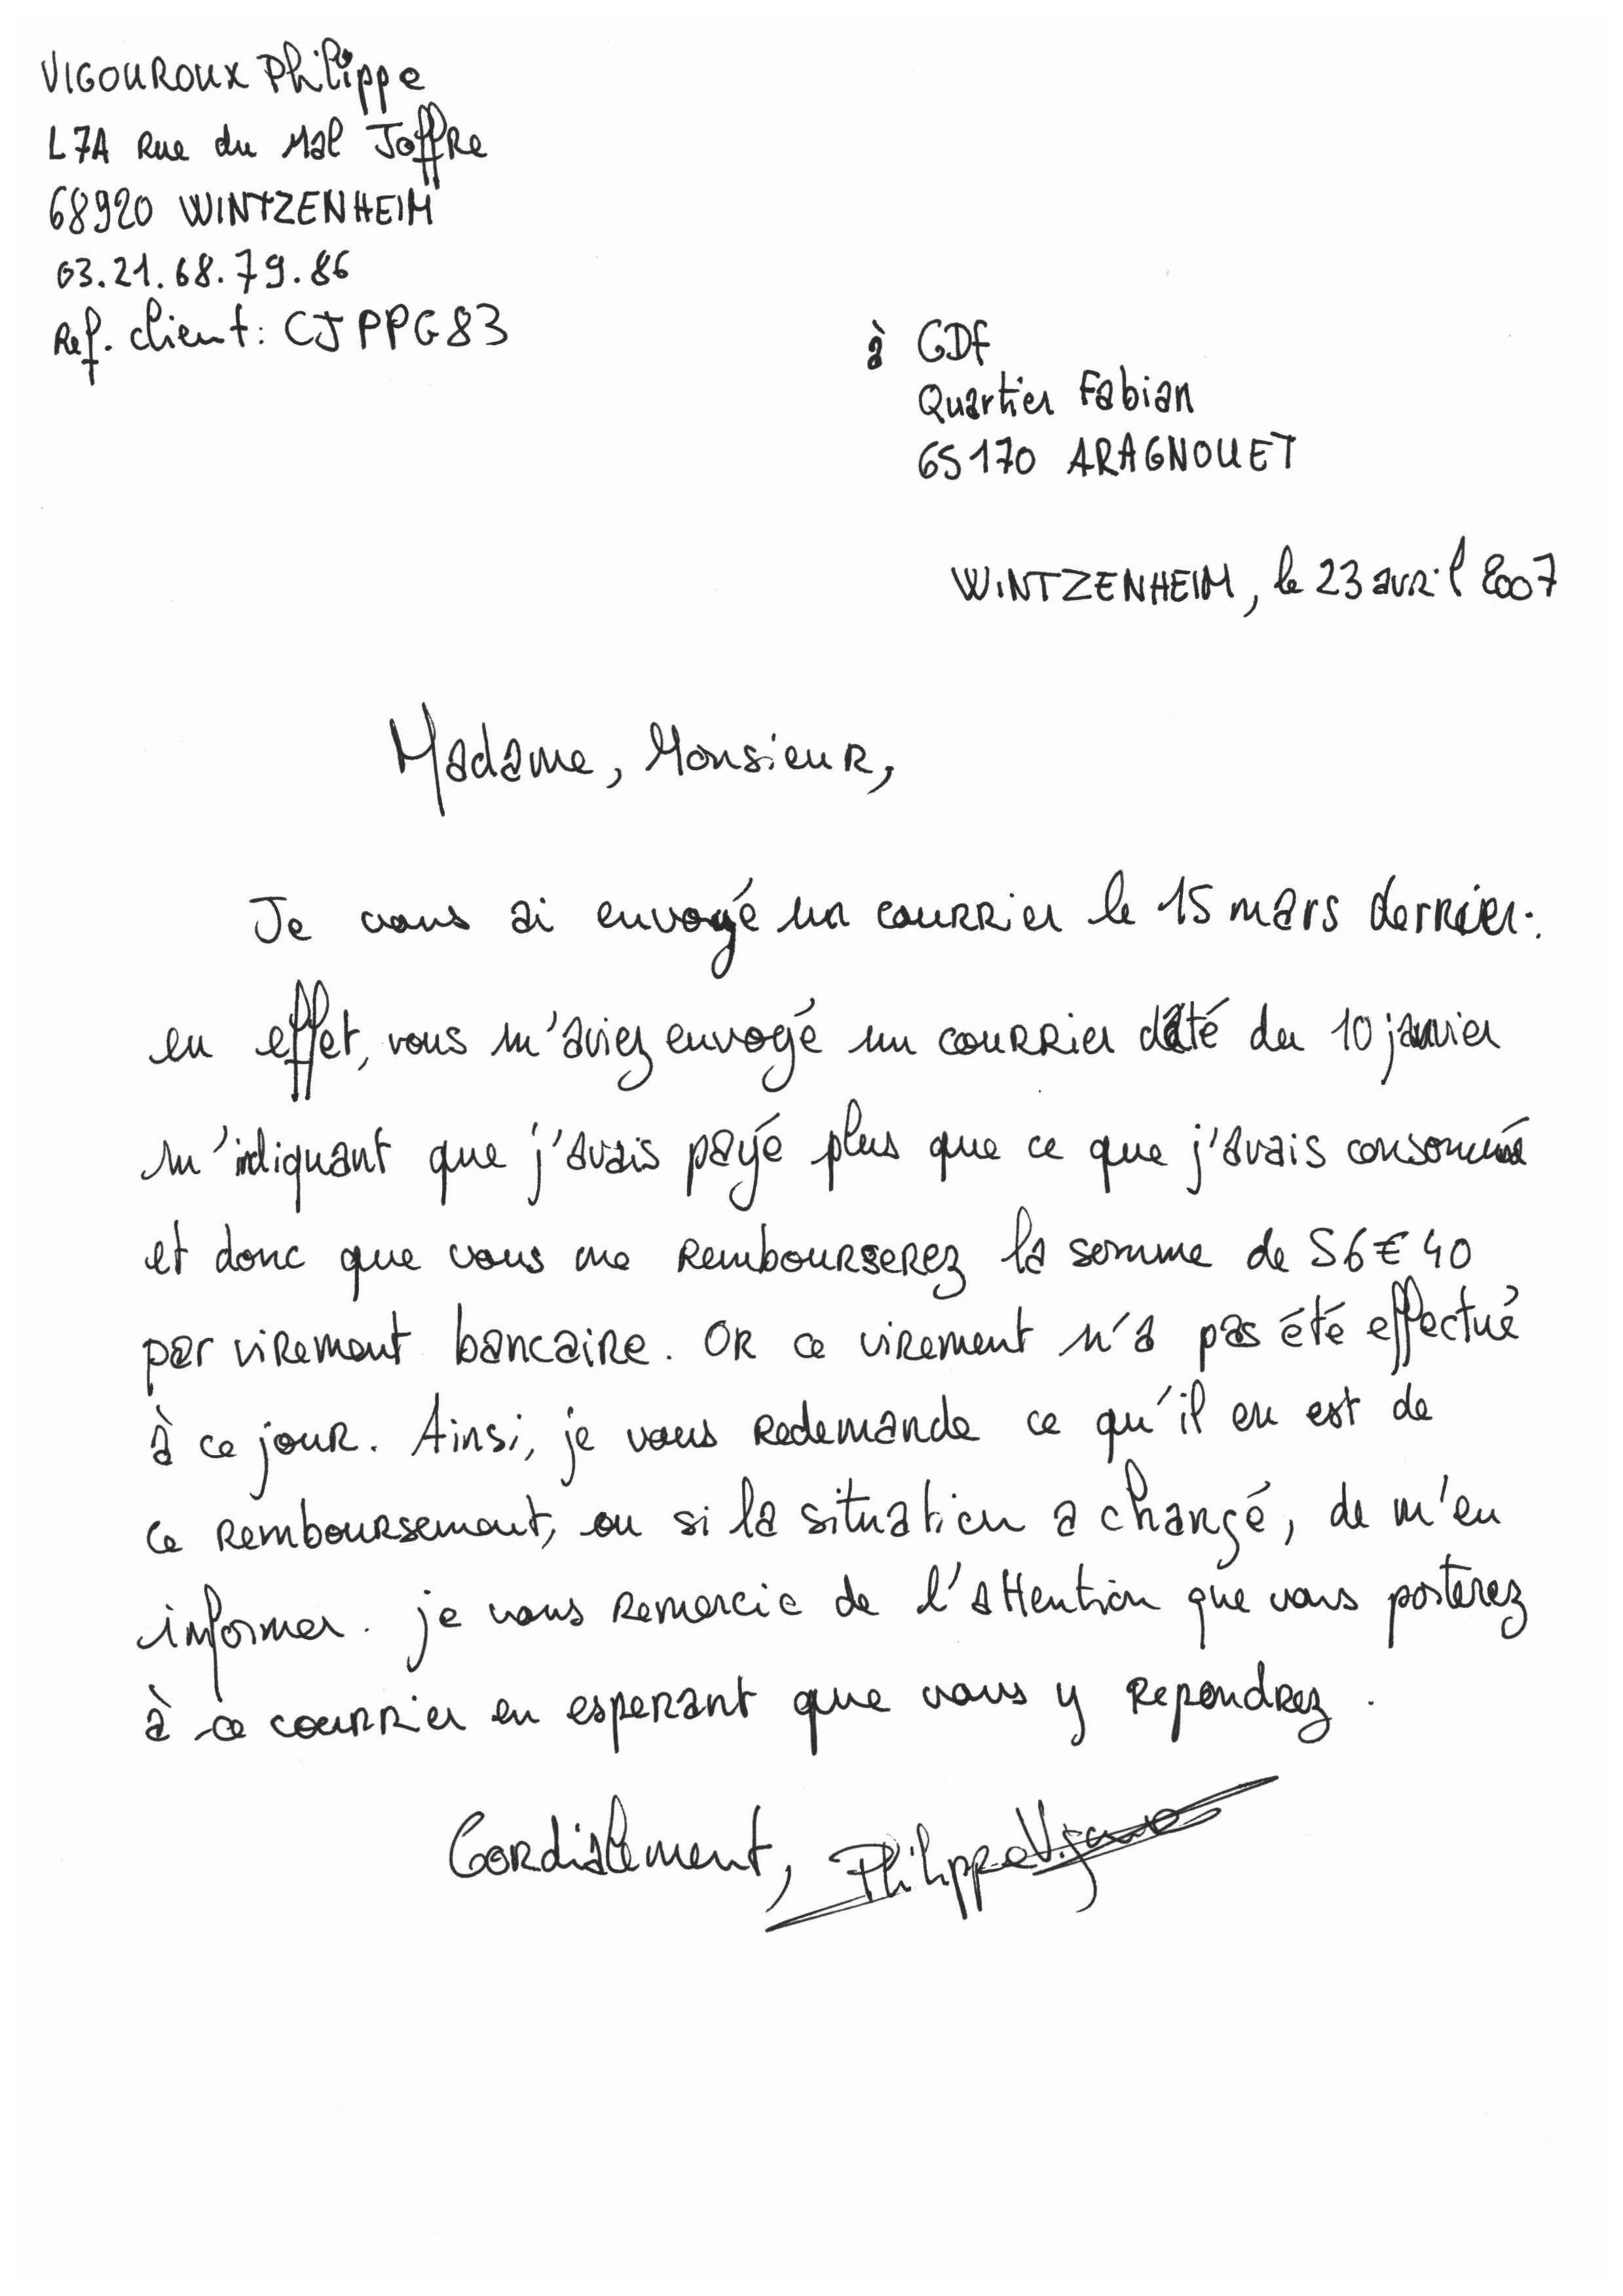 VIGOUROUX Philippe
L7A Rue du Mal Joffre
68920 WINTZENHEIM
03.21.68.79.86
Ref. client : CJPPG83
à GDF
Quartier Fabian
65170 ARAGNOUET
WINTZENHEIM, le 23 avril 2007
Madame, Monsieur,
Je vous ai envoyé un courrier le 15 mars dernier :
en effet, vous m'aviez envoyé un courrier daté du 10 janvier
m'indiquant que j'avais payé plus que ce que j'avais consommé
et donc que vous me rembourserez la somme de 56€40
par virement bancaire. Or ce virement n'a pas été effectué
à ce jour. Ainsi, je vous redemande ce qu'il en est de
ce remboursement, ou si la situation a changé, de m'en
informer. je vous remercie de l'attention que vous porterez
à ce courrier en esperant que vous y repondrez.
Cordialement, Philippe